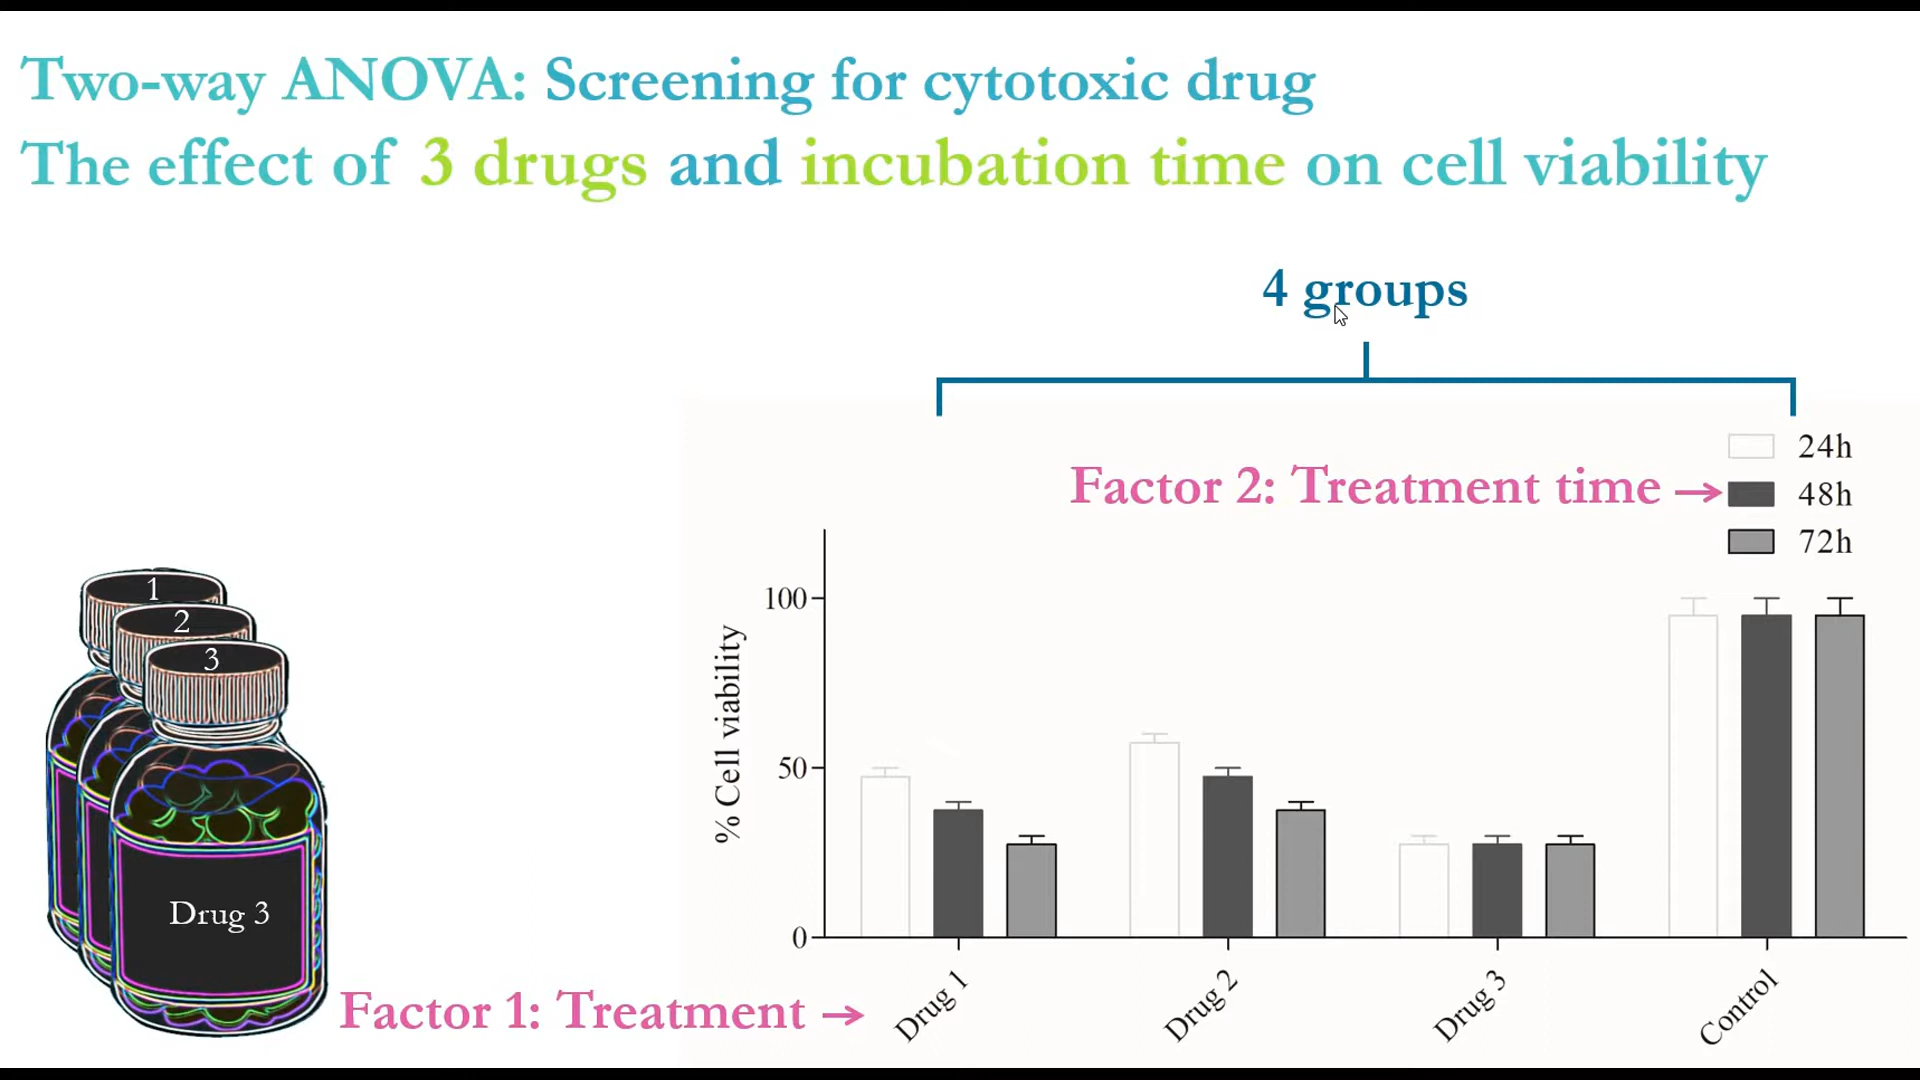 Two-way ANOVA: Screening for cytotoxic drug
The effect of 3 drugs and incubation time on cell viability
4 groups
24h
Factor 2: Treatment time →
48h
72h
100
50
0
% Cell viability
1
2
3
Drug 3
Factor 1: Treatment →
Drug 1
Drug 2
Drug 3
Control